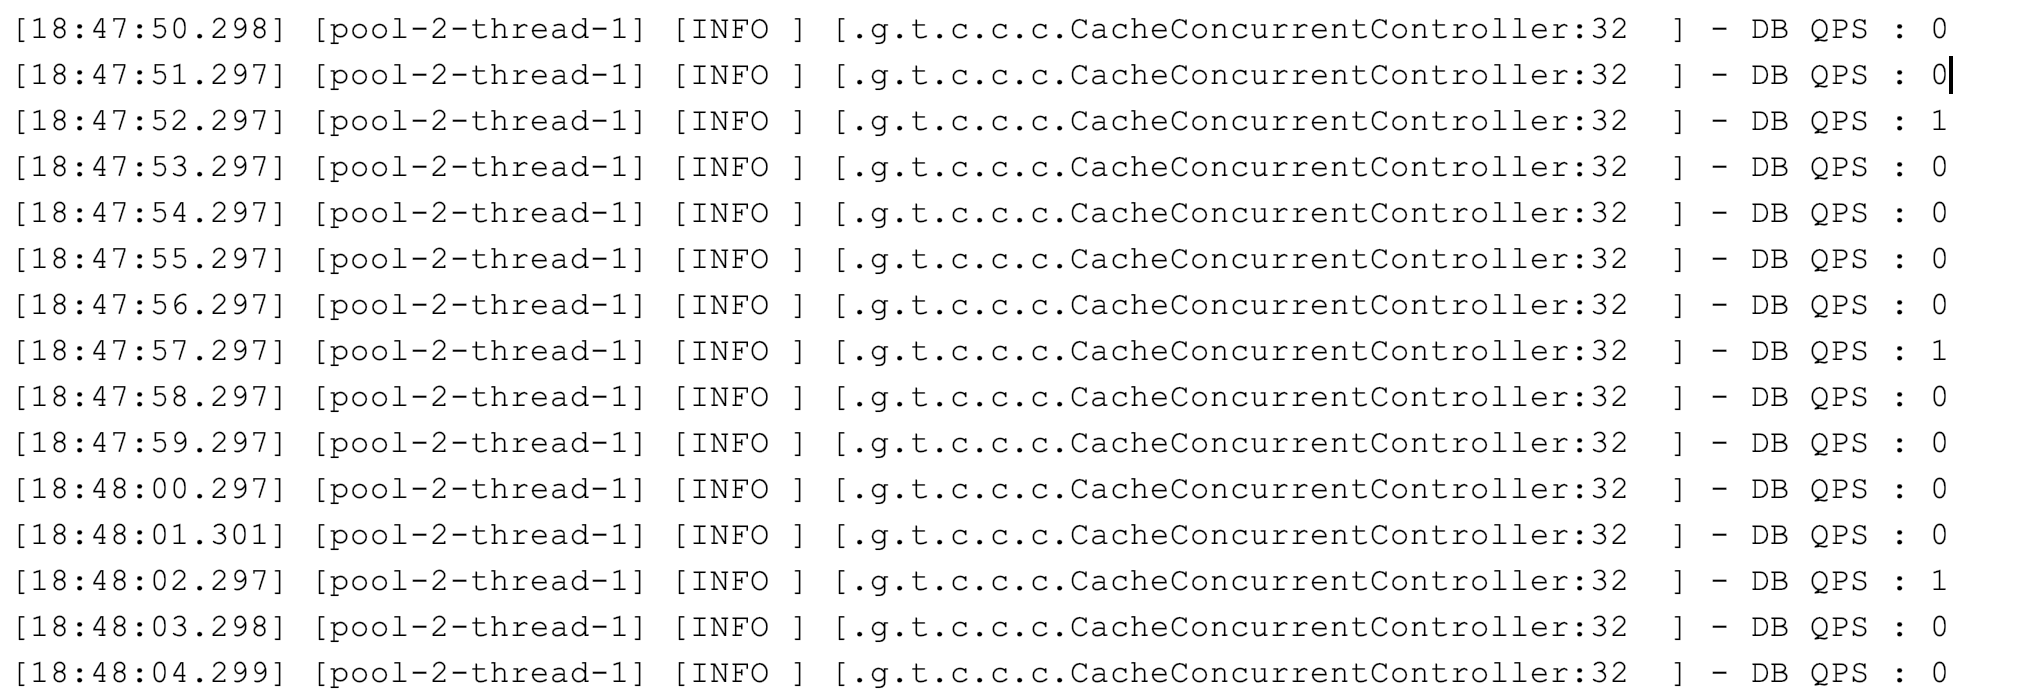 [18:47:50.298] [pool-2-thread-1] [INFO ] [.g.t.c.c.c.CacheConcurrentController:32  ] - DB QPS : 0
[18:47:51.297] [pool-2-thread-1] [INFO ] [.g.t.c.c.c.CacheConcurrentController:32  ] - DB QPS : 0
[18:47:52.297] [pool-2-thread-1] [INFO ] [.g.t.c.c.c.CacheConcurrentController:32  ] - DB QPS : 1
[18:47:53.297] [pool-2-thread-1] [INFO ] [.g.t.c.c.c.CacheConcurrentController:32  ] - DB QPS : 0
[18:47:54.297] [pool-2-thread-1] [INFO ] [.g.t.c.c.c.CacheConcurrentController:32  ] - DB QPS : 0
[18:47:55.297] [pool-2-thread-1] [INFO ] [.g.t.c.c.c.CacheConcurrentController:32  ] - DB QPS : 0
[18:47:56.297] [pool-2-thread-1] [INFO ] [.g.t.c.c.c.CacheConcurrentController:32  ] - DB QPS : 0
[18:47:57.297] [pool-2-thread-1] [INFO ] [.g.t.c.c.c.CacheConcurrentController:32  ] - DB QPS : 1
[18:47:58.297] [pool-2-thread-1] [INFO ] [.g.t.c.c.c.CacheConcurrentController:32  ] - DB QPS : 0
[18:47:59.297] [pool-2-thread-1] [INFO ] [.g.t.c.c.c.CacheConcurrentController:32  ] - DB QPS : 0
[18:48:00.297] [pool-2-thread-1] [INFO ] [.g.t.c.c.c.CacheConcurrentController:32  ] - DB QPS : 0
[18:48:01.301] [pool-2-thread-1] [INFO ] [.g.t.c.c.c.CacheConcurrentController:32  ] - DB QPS : 0
[18:48:02.297] [pool-2-thread-1] [INFO ] [.g.t.c.c.c.CacheConcurrentController:32  ] - DB QPS : 1
[18:48:03.298] [pool-2-thread-1] [INFO ] [.g.t.c.c.c.CacheConcurrentController:32  ] - DB QPS : 0
[18:48:04.299] [pool-2-thread-1] [INFO ] [.g.t.c.c.c.CacheConcurrentController:32  ] - DB QPS : 0